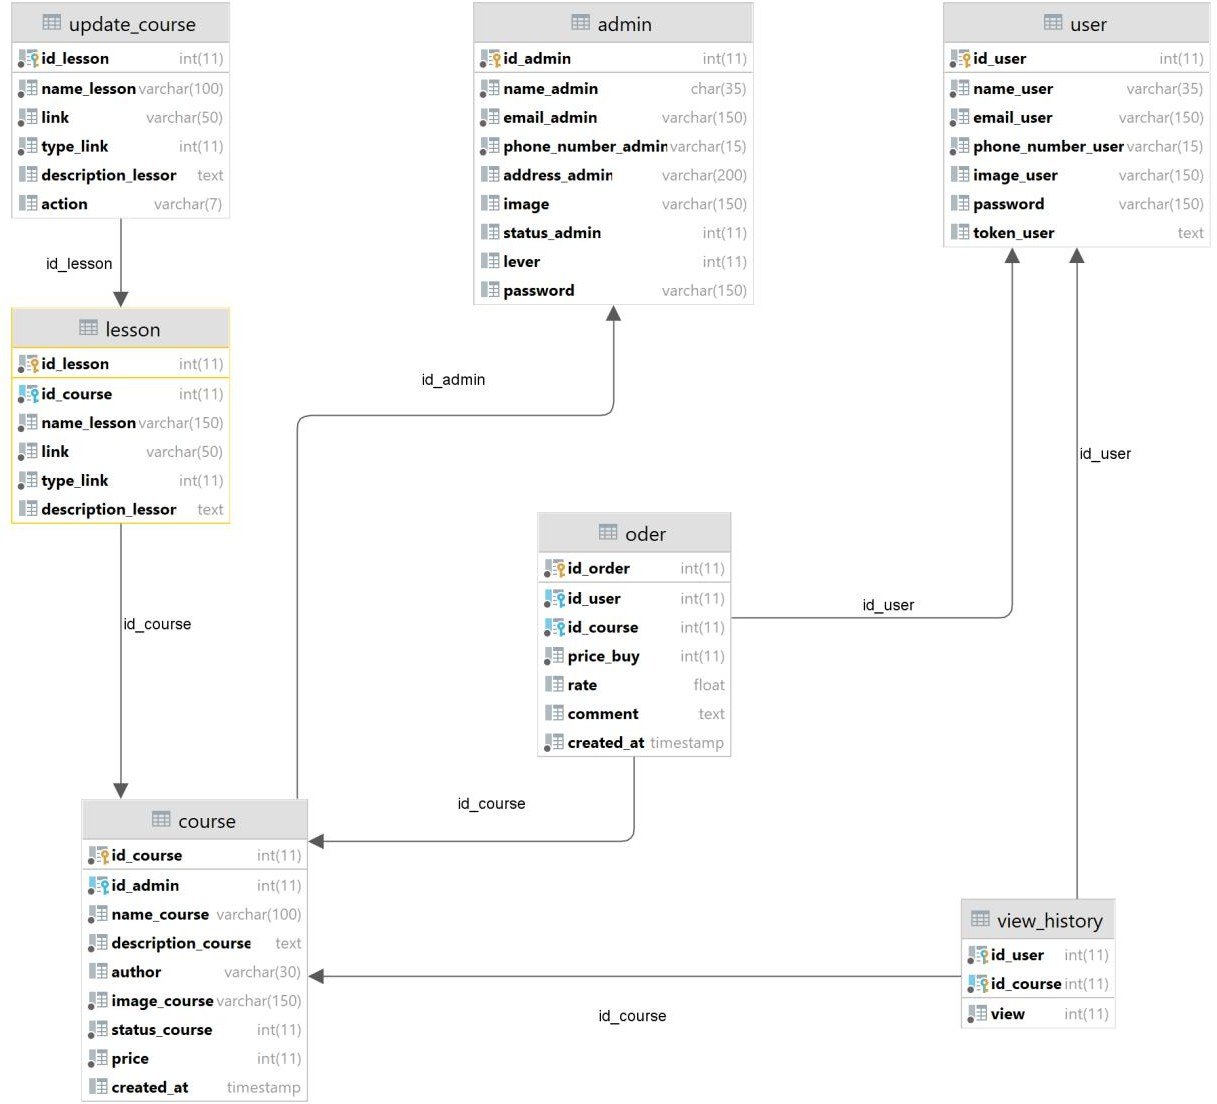 update_course
id_lesson int(11)
name_lesson varchar(100)
link varchar(50)
type_link int(11)
description_lessor text
action varchar(7)
id_lesson
lesson
id_lesson int(11)
id_course int(11)
name_lesson varchar(150)
link varchar(50)
type_link int(11)
description_lessor text
id_course
admin
id_admin int(11)
name_admin char(35)
email_admin varchar(150)
phone_number_admin varchar(15)
address_admin varchar(200)
image varchar(150)
status_admin int(11)
lever int(11)
password varchar(150)
id_admin
user
id_user int(11)
name_user varchar(35)
email_user varchar(150)
phone_number_user varchar(15)
image_user varchar(150)
password varchar(150)
token_user text
id_user
oder
id_order int(11)
id_user int(11)
id_course int(11)
price_buy int(11)
rate float
comment text
created_at timestamp
id_user
id_course
course
id_course int(11)
id_admin int(11)
name_course varchar(100)
description_course text
author varchar(30)
image_course varchar(150)
status_course int(11)
price int(11)
created_at timestamp
view_history
id_user int(11)
id_course int(11)
view int(11)
id_course